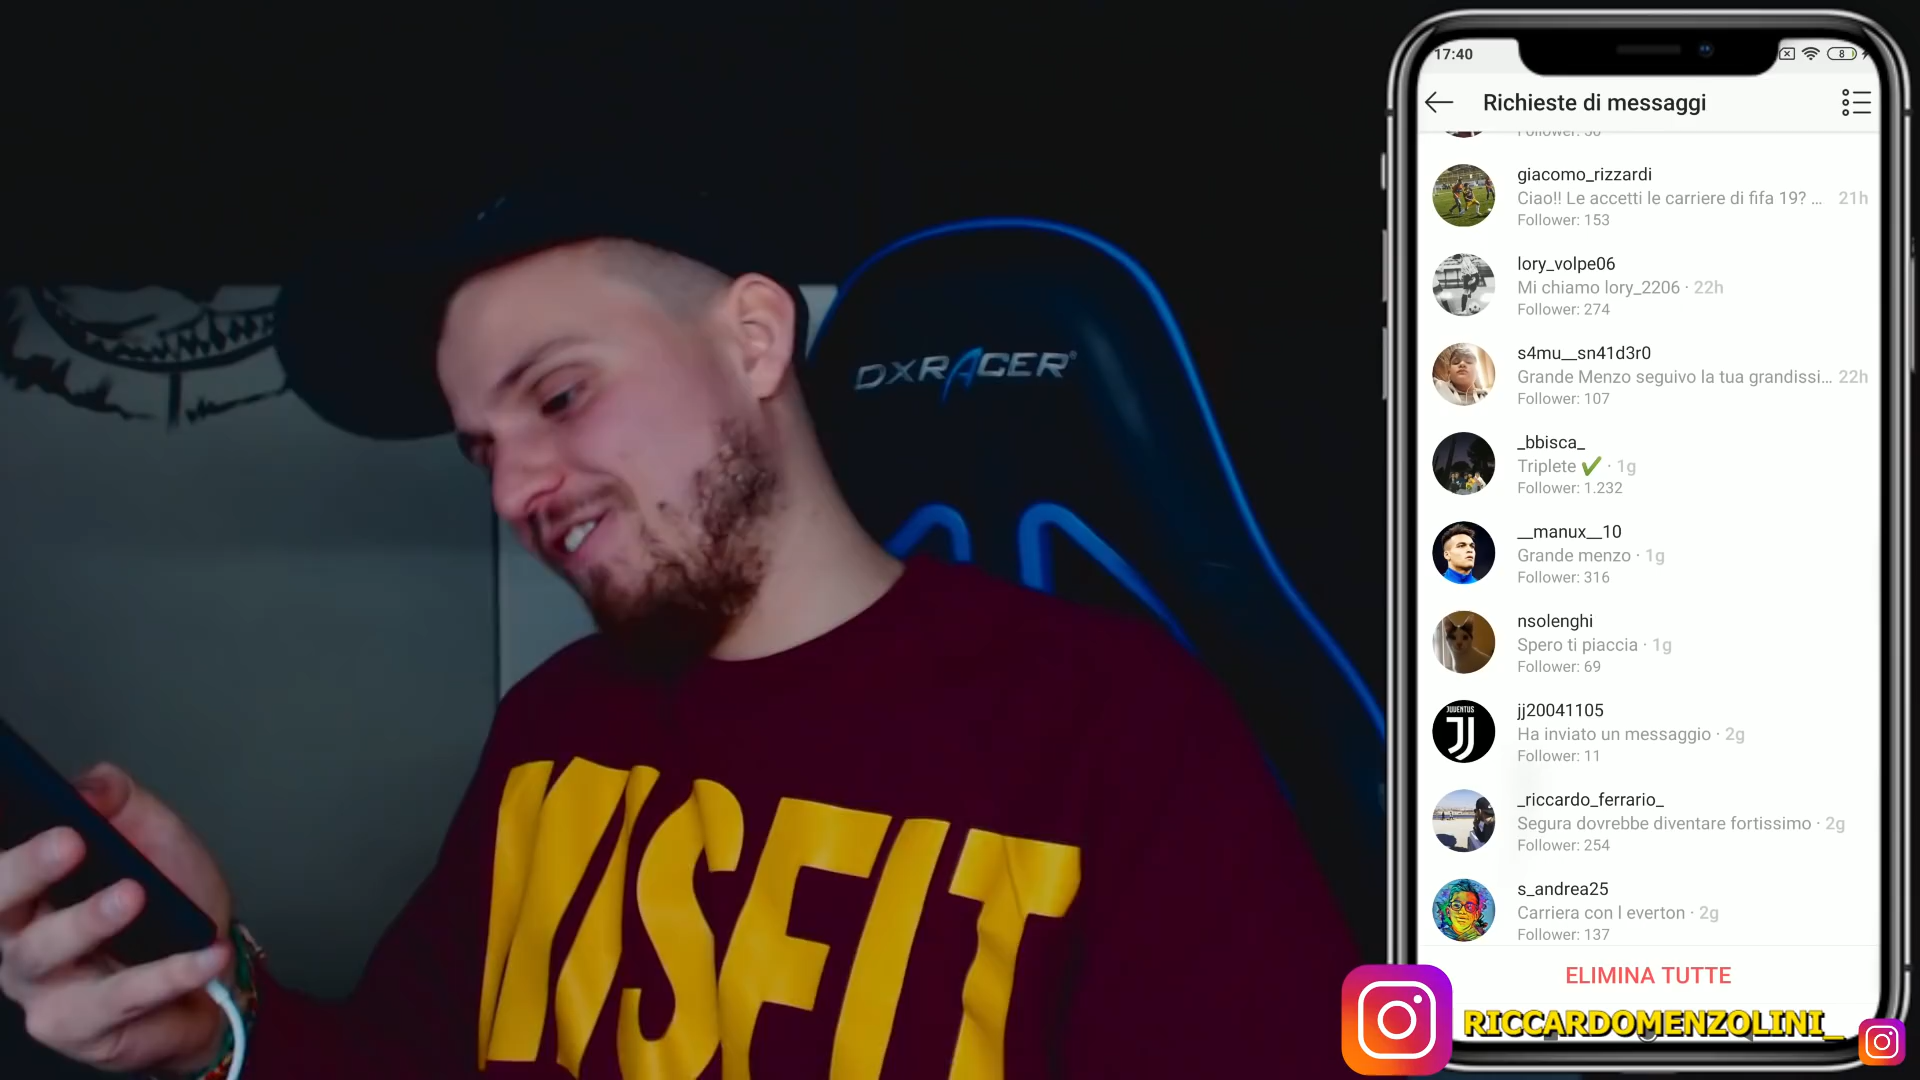 17:40
8
Richieste di messaggi
giacomo_rizzardi
Ciao!! Le accetti le carriere di fifa 19? ... 21h
Follower: 153
lory_volpe06
Mi chiamo lory_2206 · 22h
Follower: 274
s4mu__sn41d3r0
Grande Menzo seguivo la tua grandissi... 22h
Follower: 107
_bbisca_
Triplete ✔ · 1g
Follower: 1.232
__manux__10
Grande menzo · 1g
Follower: 316
nsolenghi
Spero ti piaccia · 1g
Follower: 69
JUVENTUS
jj20041105
Ha inviato un messaggio · 2g
Follower: 11
_riccardo_ferrario_
Segura dovrebbe diventare fortissimo · 2g
Follower: 254
s_andrea25
Carriera con l everton · 2g
Follower: 137
ELIMINA TUTTE
RICCARDOMENZOLINI_
DXRACER®
MISFIT